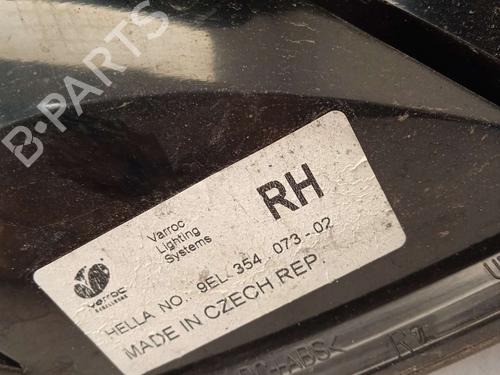 B-PARTS
RH
Varroc
Lighting
Systems
varroc
HELLA NO. 9EL 354 073-02
MADE IN CZECH REP.